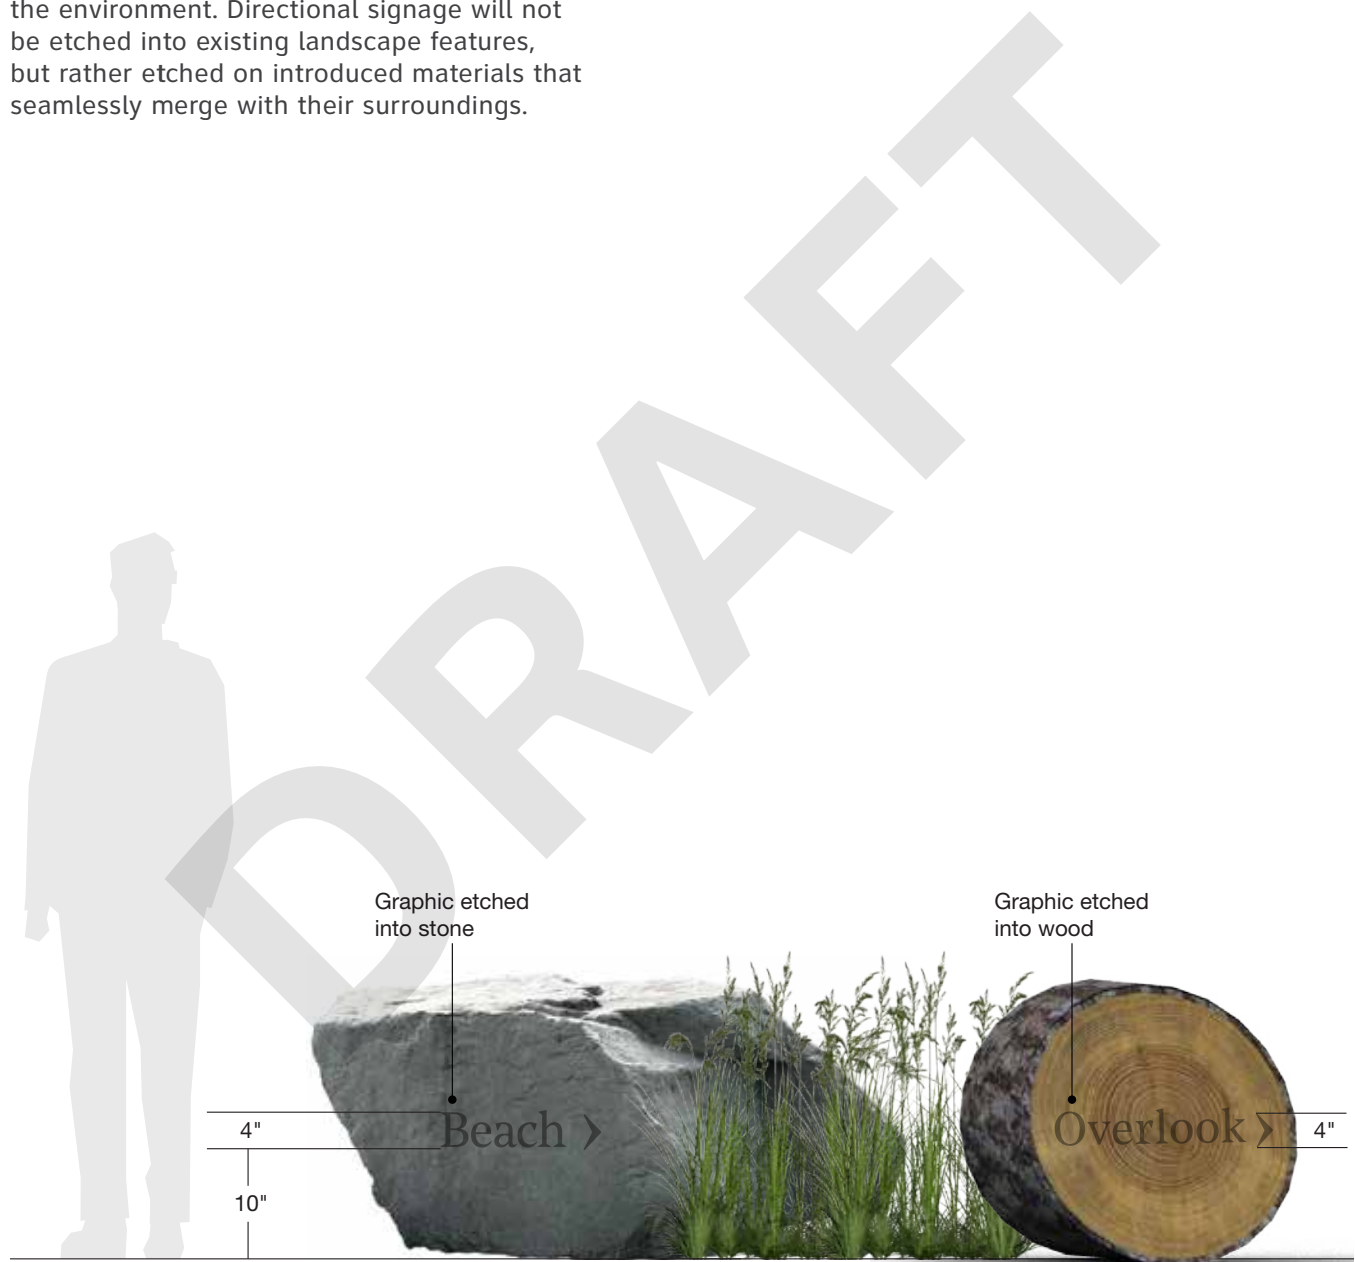 the environment. Directional signage will not
be etched into existing landscape features,
but rather etched on introduced materials that
seamlessly merge with their surroundings.
DRAFT
Graphic etched
into stone
Graphic etched
into wood
4"
Beach ›
Overlook ›
4"
10"